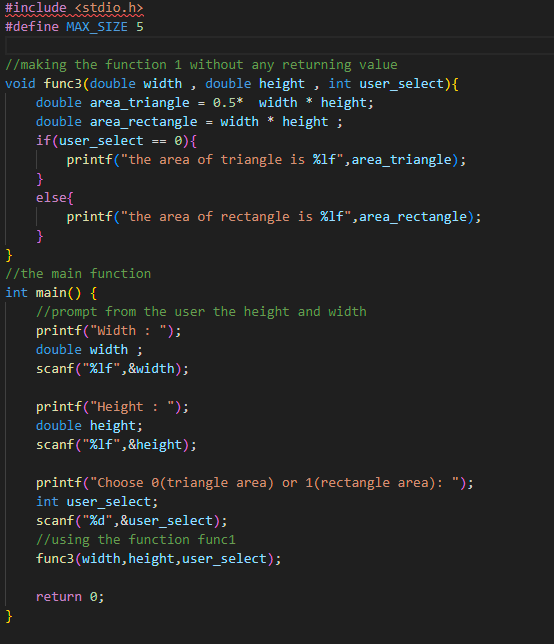 #include <stdio.h>
#define MAX_SIZE 5
//making the function 1 without any returning value
void func3(double width , double height , int user_select){
    double area_triangle = 0.5*  width * height;
    double area_rectangle = width * height ;
    if(user_select == 0){
        printf("the area of triangle is %lf",area_triangle);
    }
    else{
        printf("the area of rectangle is %lf",area_rectangle);
    }
}
//the main function
int main() {
    //prompt from the user the height and width
    printf("Width : ");
    double width ;
    scanf("%lf",&width);
    printf("Height : ");
    double height;
    scanf("%lf",&height);
    printf("Choose 0(triangle area) or 1(rectangle area): ");
    int user_select;
    scanf("%d",&user_select);
    //using the function func1
    func3(width,height,user_select);
    return 0;
}